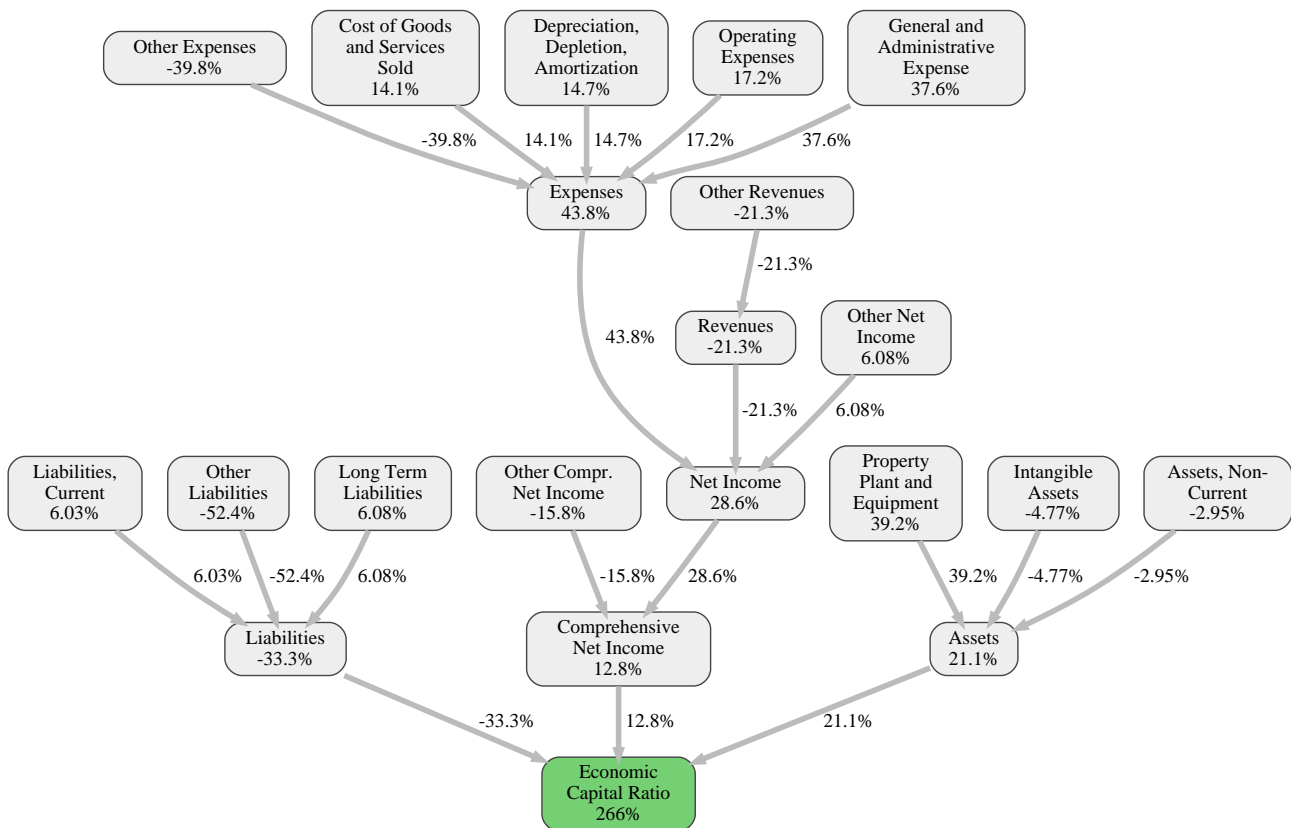 Other Expenses
-39.8%
Cost of Goods
and Services
Sold
14.1%
Depreciation,
Depletion,
Amortization
14.7%
Operating
Expenses
17.2%
General and
Administrative
Expense
37.6%
-39.8%
14.1%
14.7%
17.2%
37.6%
Expenses
43.8%
Other Revenues
-21.3%
-21.3%
43.8%
Revenues
-21.3%
Other Net
Income
6.08%
-21.3%
6.08%
Liabilities,
Current
6.03%
Other
Liabilities
-52.4%
Long Term
Liabilities
6.08%
Other Compr.
Net Income
-15.8%
Net Income
28.6%
Property
Plant and
Equipment
39.2%
Intangible
Assets
-4.77%
Assets, Non-
Current
-2.95%
6.03%
-52.4%
6.08%
-15.8%
28.6%
39.2%
-4.77%
-2.95%
Liabilities
-33.3%
Comprehensive
Net Income
12.8%
Assets
21.1%
-33.3%
12.8%
21.1%
Economic
Capital Ratio
266%